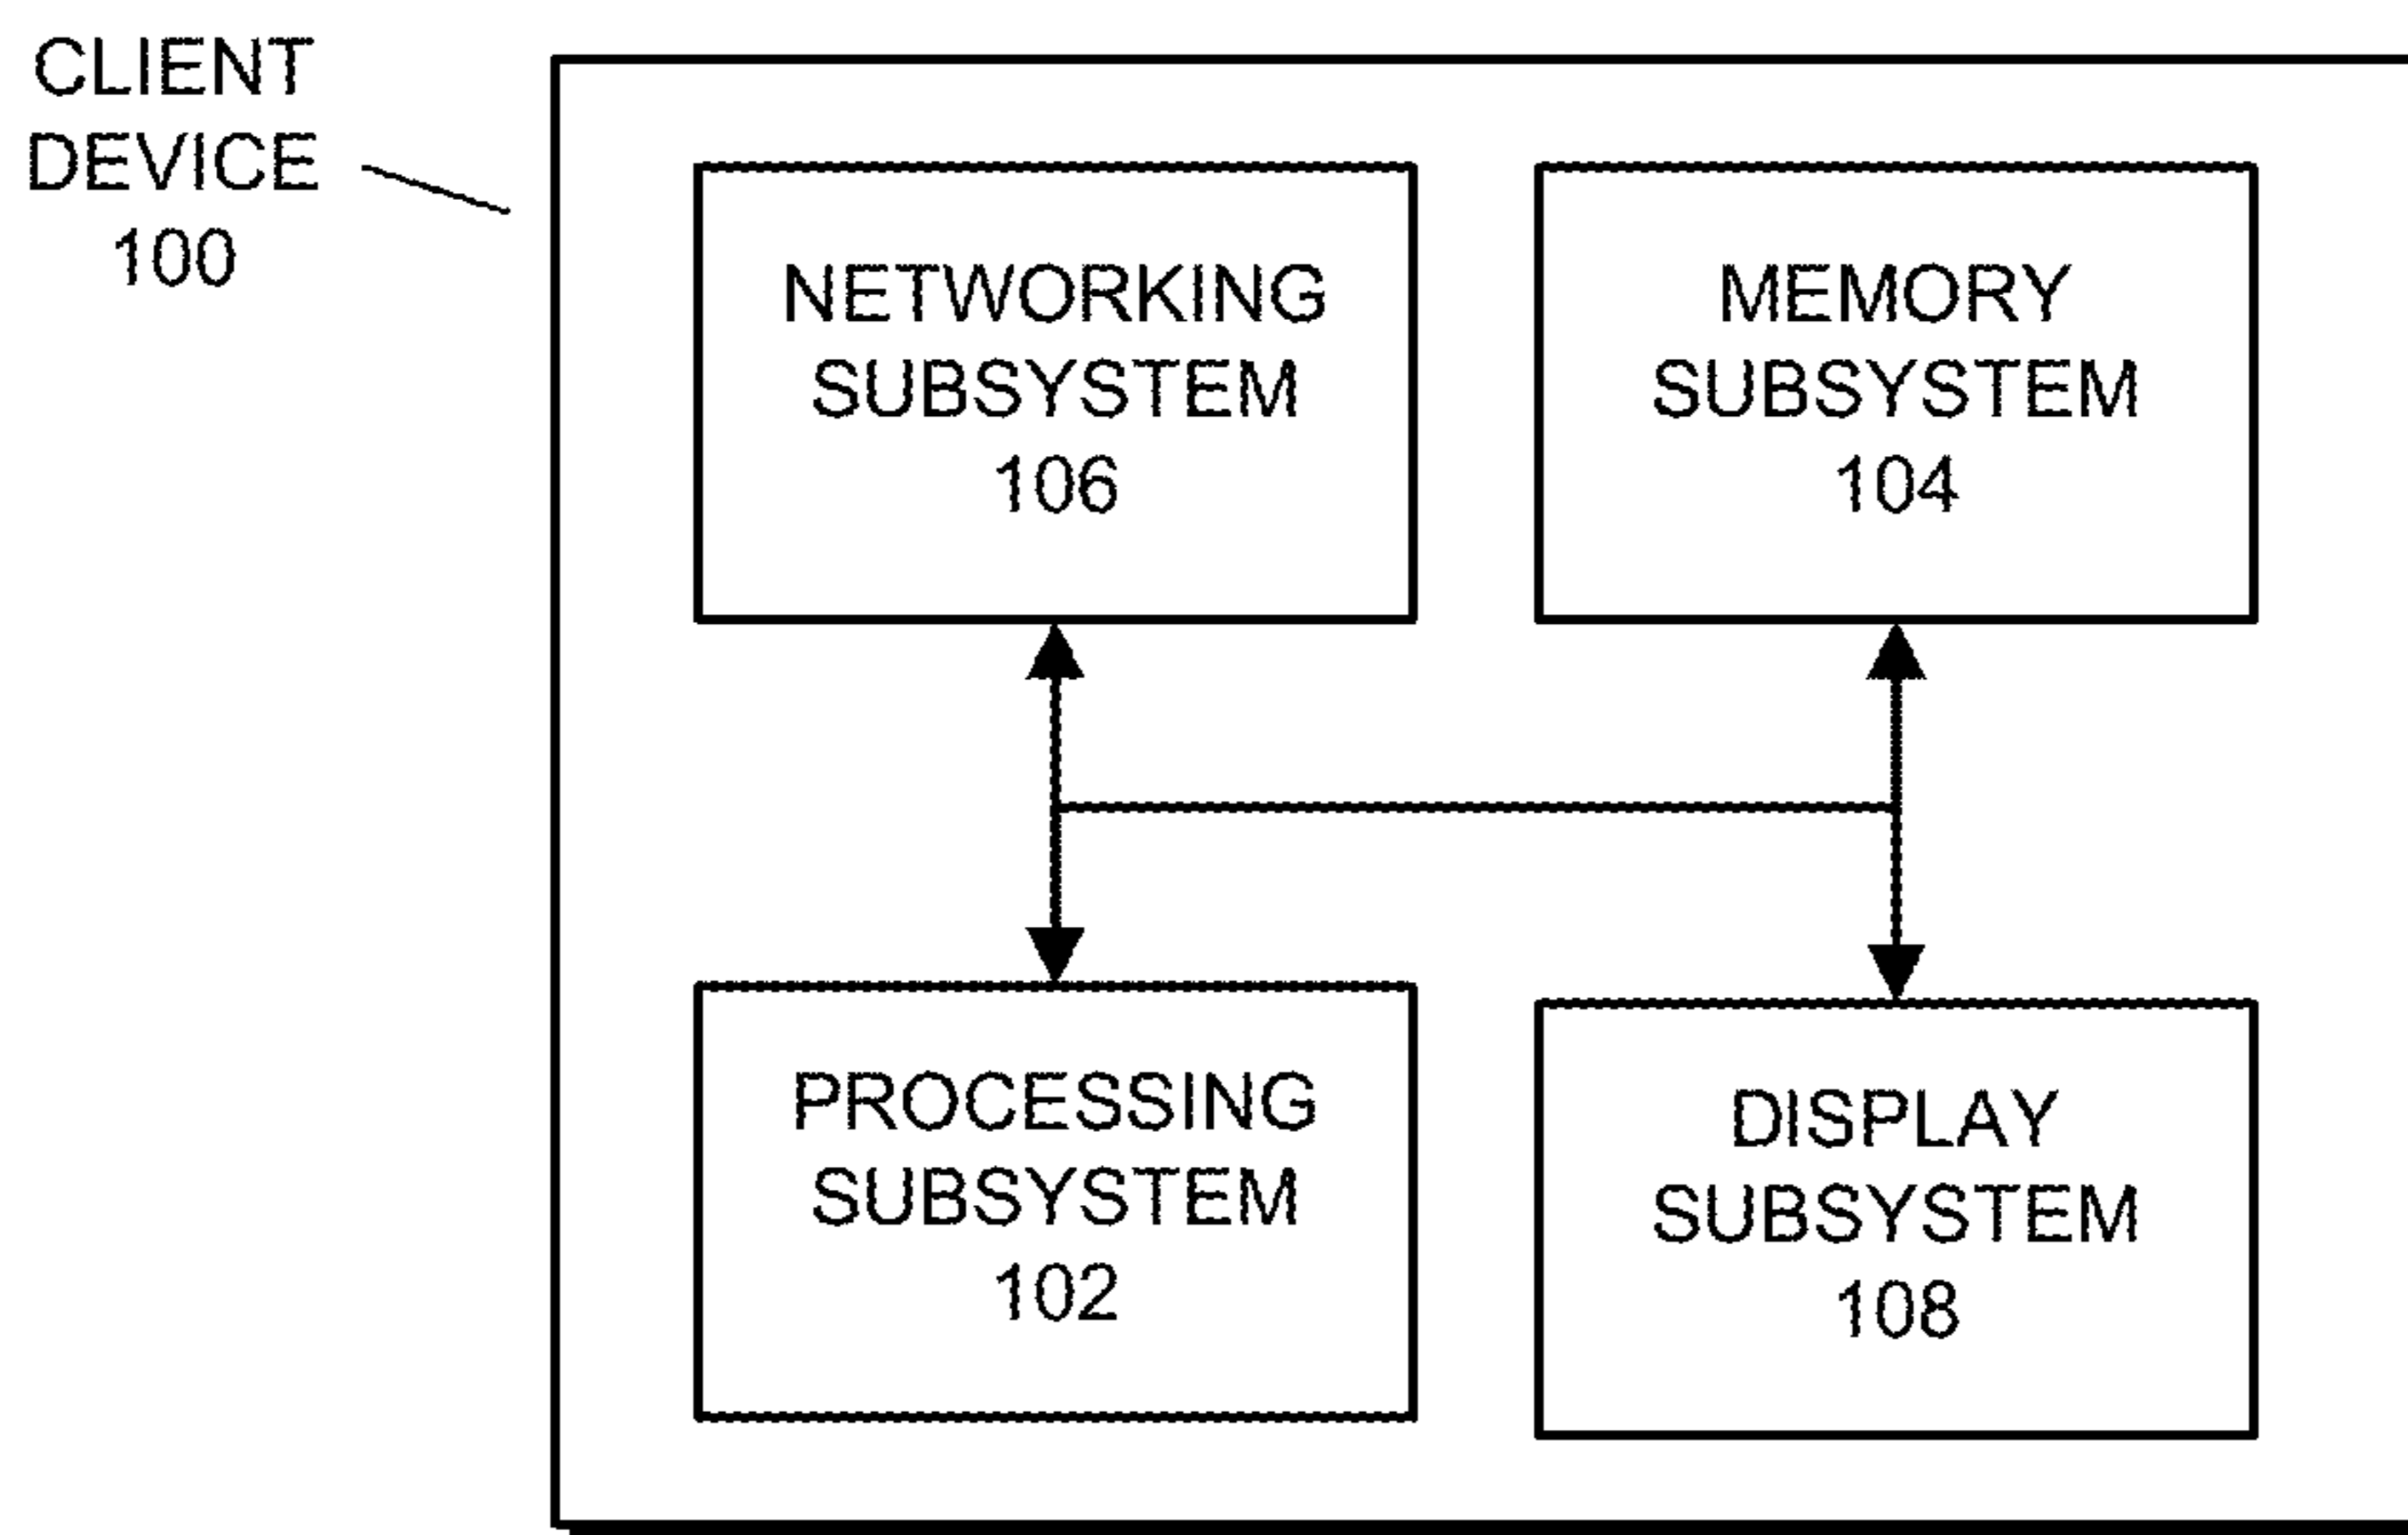 CLIENT
DEVICE
100
NETWORKING
SUBSYSTEM
106
MEMORY
SUBSYSTEM
104
PROCESSING
SUBSYSTEM
102
DISPLAY
SUBSYSTEM
108